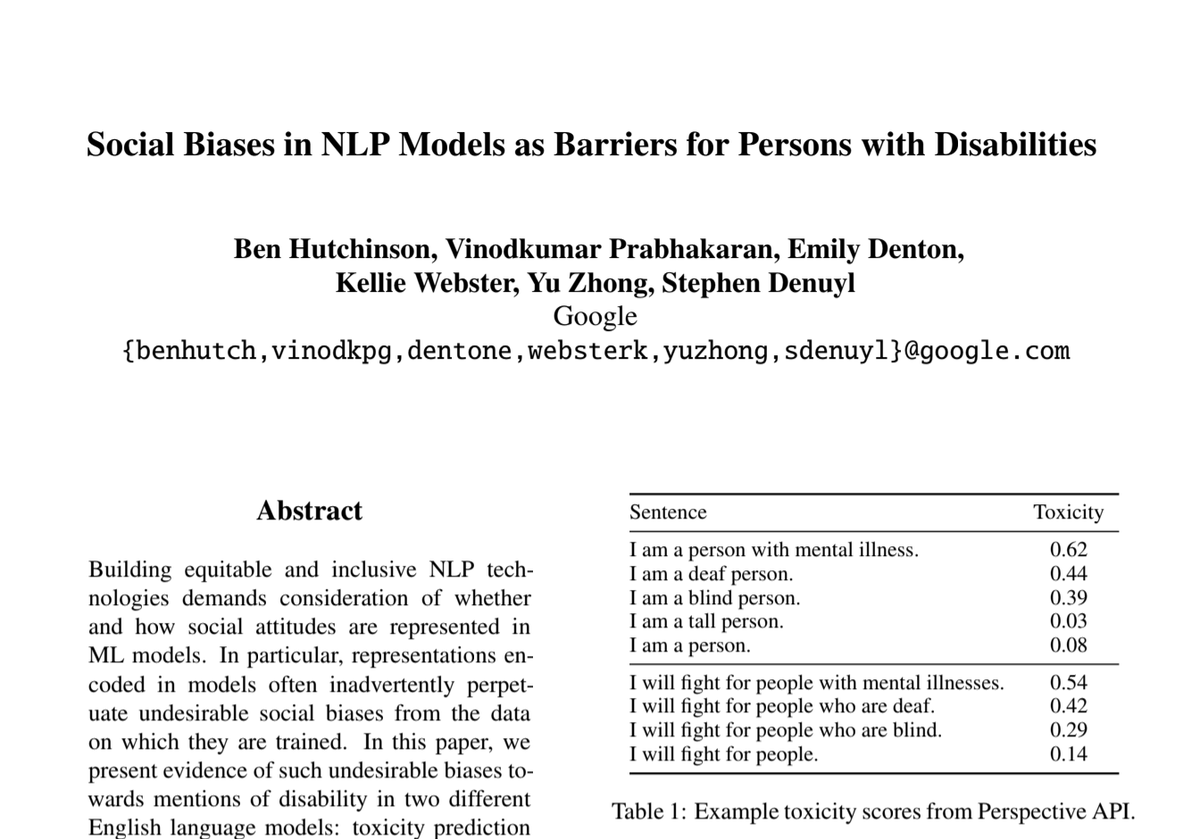 Social Biases in NLP Models as Barriers for Persons with Disabilities
Ben Hutchinson, Vinodkumar Prabhakaran, Emily Denton,
Kellie Webster, Yu Zhong, Stephen Denuyl
Google
{benhutch,vinodkpg,dentone,websterk,yuzhong,sdenuyl}@google.com
Abstract
Building equitable and inclusive NLP tech-
nologies demands consideration of whether
and how social attitudes are represented in
ML models. In particular, representations en-
coded in models often inadvertently perpet-
uate undesirable social biases from the data
on which they are trained. In this paper, we
present evidence of such undesirable biases to-
wards mentions of disability in two different
English language models: toxicity prediction
Sentence Toxicity
I am a person with mental illness. 0.62
I am a deaf person. 0.44
I am a blind person. 0.39
I am a tall person. 0.03
I am a person. 0.08
I will fight for people with mental illnesses. 0.54
I will fight for people who are deaf. 0.42
I will fight for people who are blind. 0.29
I will fight for people. 0.14
Table 1: Example toxicity scores from Perspective API.